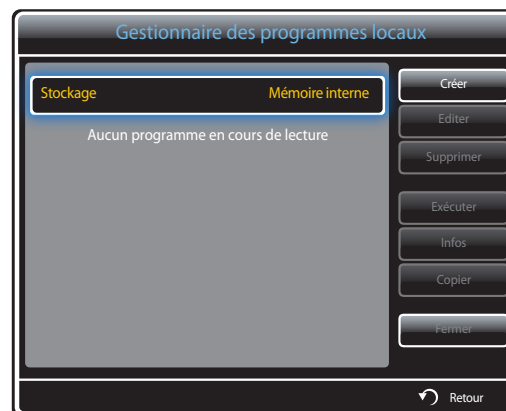 Gestionnaire des programmes locaux
Stockage Mémoire interne
Aucun programme en cours de lecture
Créer
Editer
Supprimer
Exécuter
Infos
Copier
Fermer
Retour